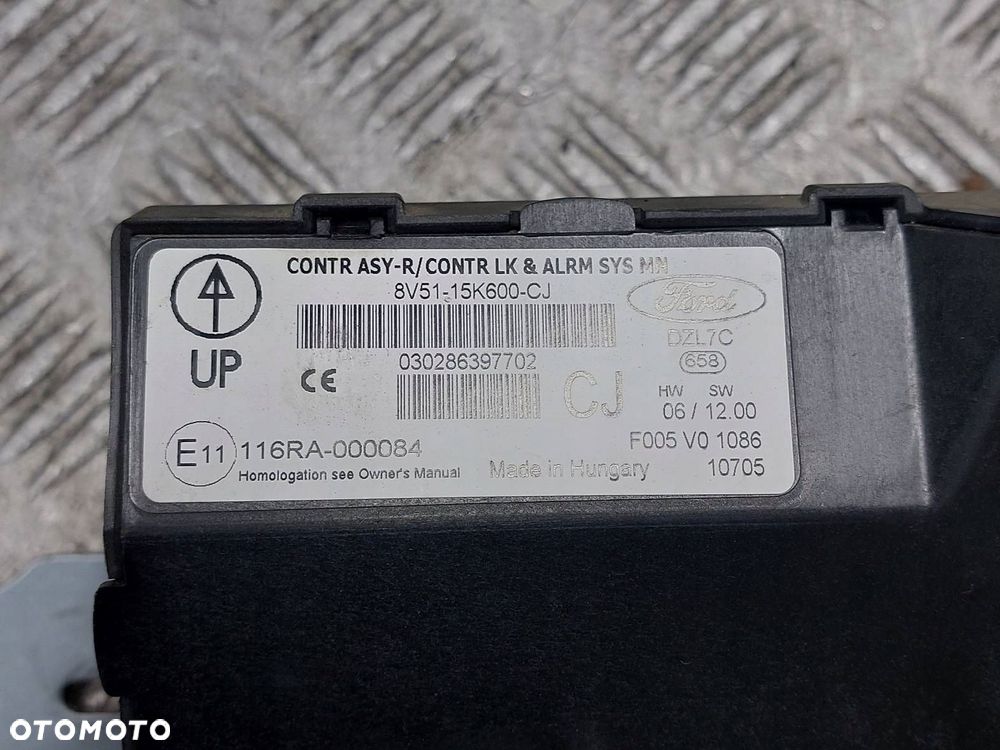 CONTR ASY-R/CONTR LK & ALRM SYS MN
8V51-15K600-CJ
Ford
UP
DZL7C
658
030286397702
CE
CJ
HW SW
06 / 12.00
E11 116RA-000084
F005 V0 1086
Homologation see Owner's Manual
Made in Hungary
10705
OTOMOTO